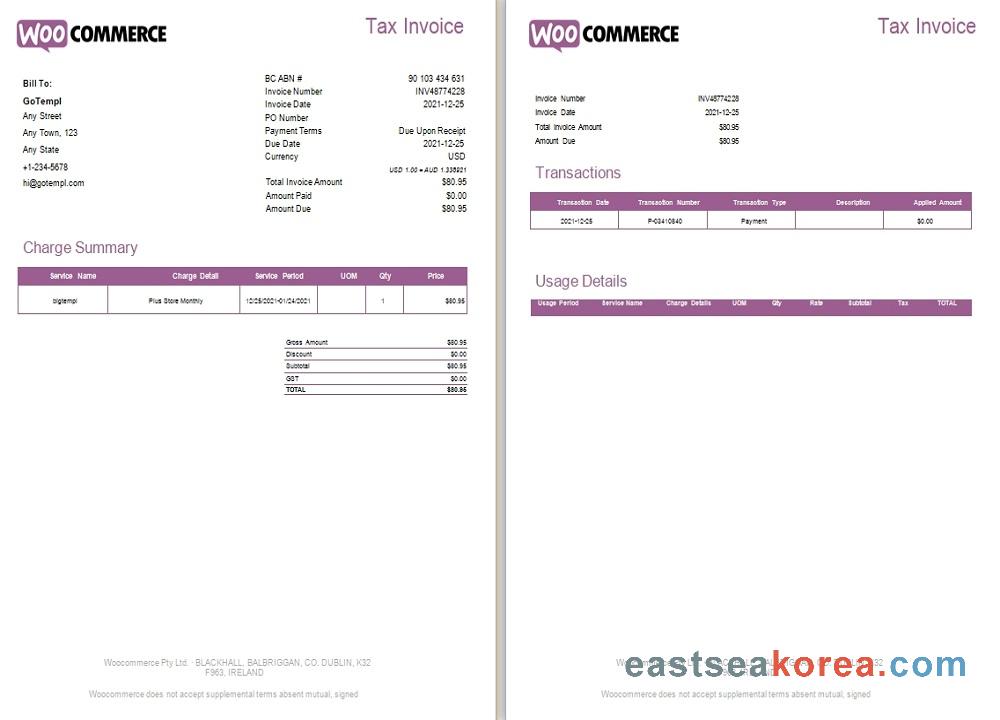 WOO COMMERCE
Tax Invoice
Bill To:
GoTempl
Any Street
Any Town, 123
Any State
+1-234-5678
hi@gotempl.com
BC ABN # 90 103 434 631
Invoice Number INV48774228
Invoice Date 2021-12-25
PO Number
Payment Terms Due Upon Receipt
Due Date 2021-12-25
Currency USD
USD 1.00 = AUD 1.338921
Total Invoice Amount $80.95
Amount Paid $0.00
Amount Due $80.95
Charge Summary
Service Name Charge Detail Service Period UOM Qty Price
bigtempl Plus Store Monthly 12/25/2021-01/24/2021 1 $80.95
Gross Amount $80.95
Discount $0.00
Subtotal $80.95
GST $0.00
TOTAL $80.95
Woocommerce Pty Ltd. · BLACKHALL, BALBRIGGAN, CO. DUBLIN, K32
F963, IRELAND
Woocommerce does not accept supplemental terms absent mutual, signed
WOO COMMERCE
Tax Invoice
Invoice Number INV48774228
Invoice Date 2021-12-25
Total Invoice Amount $80.95
Amount Due $80.95
Transactions
Transaction Date Transaction Number Transaction Type Description Applied Amount
2021-12-25 P-03410840 Payment $0.00
Usage Details
Usage Period Service Name Charge Details UOM Qty Rate Subtotal Tax TOTAL
eastseakorea.com
Woocommerce does not accept supplemental terms absent mutual, signed